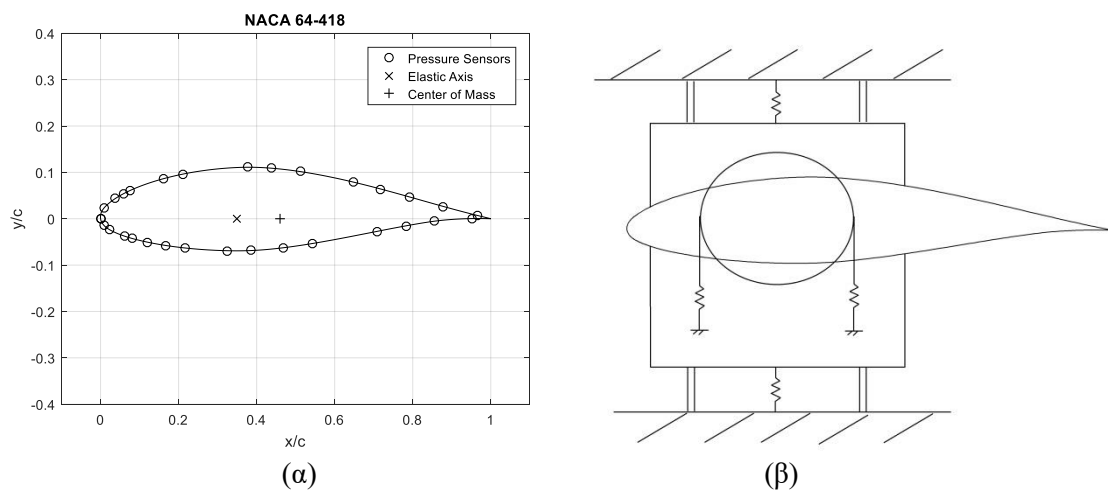 NACA 64-418
Pressure Sensors
Elastic Axis
Center of Mass
0.4
0.3
0.2
0.1
0
-0.1
-0.2
-0.3
-0.4
y/c
0 0.2 0.4 0.6 0.8 1
x/c
(α)
(β)